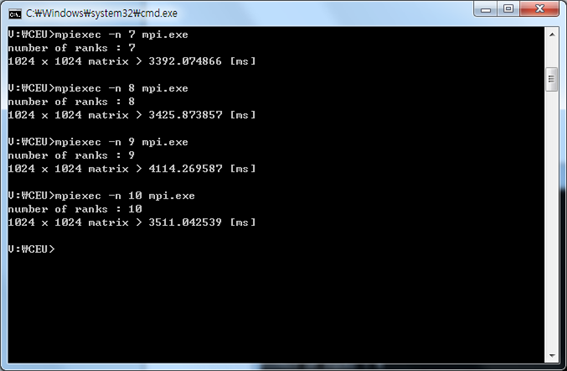 C:₩Windows₩system32₩cmd.exe
V:₩CEU>mpiexec -n 7 mpi.exe
number of ranks : 7
1024 x 1024 matrix > 3392.074866 [ms]
V:₩CEU>mpiexec -n 8 mpi.exe
number of ranks : 8
1024 x 1024 matrix > 3425.873857 [ms]
V:₩CEU>mpiexec -n 9 mpi.exe
number of ranks : 9
1024 x 1024 matrix > 4114.269587 [ms]
V:₩CEU>mpiexec -n 10 mpi.exe
number of ranks : 10
1024 x 1024 matrix > 3511.042539 [ms]
V:₩CEU>